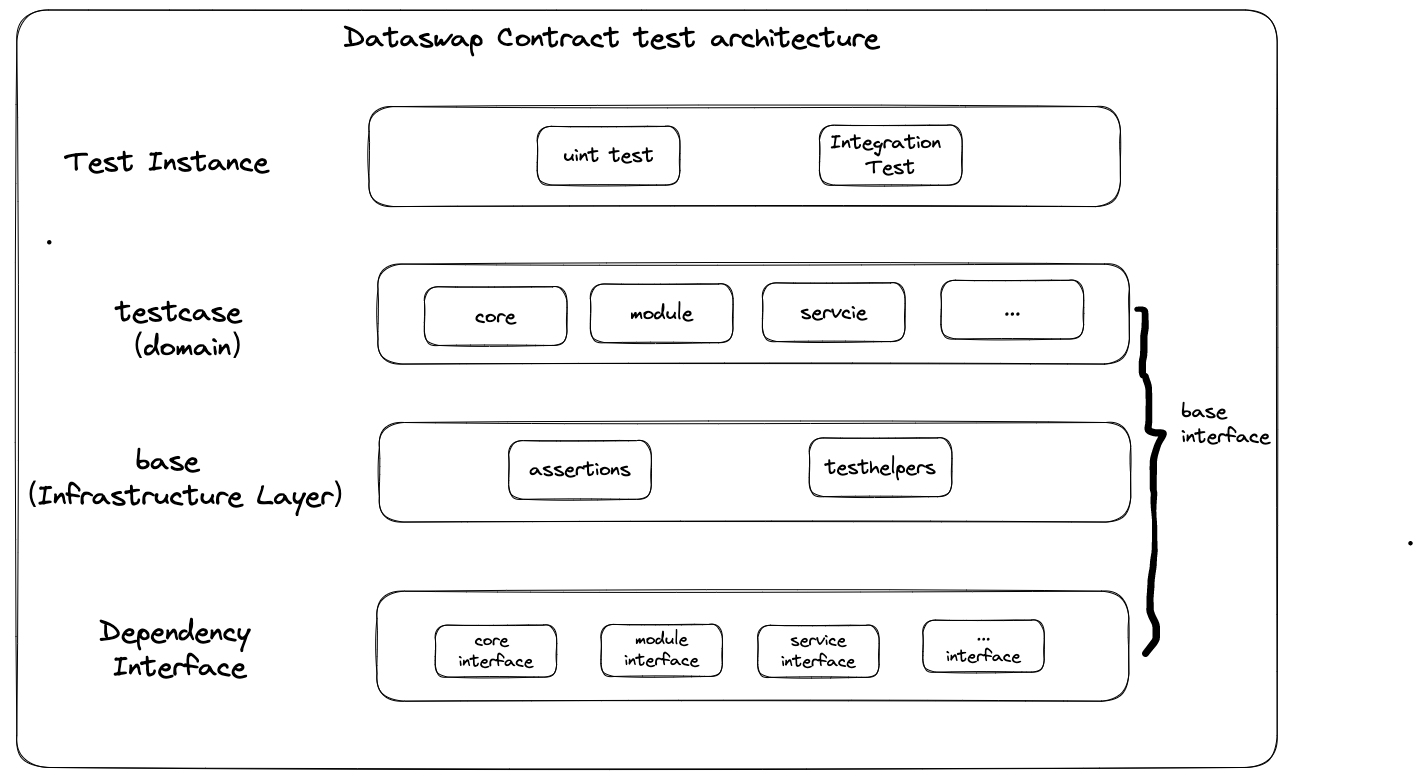 Dataswap Contract test architecture
Test Instance
uint test
Integration
Test
testcase
(domain)
core
module
servcie
...
base
interface
base
(Infrastructure Layer)
assertions
testhelpers
Dependency
Interface
core
interface
module
interface
service
interface
...
interface